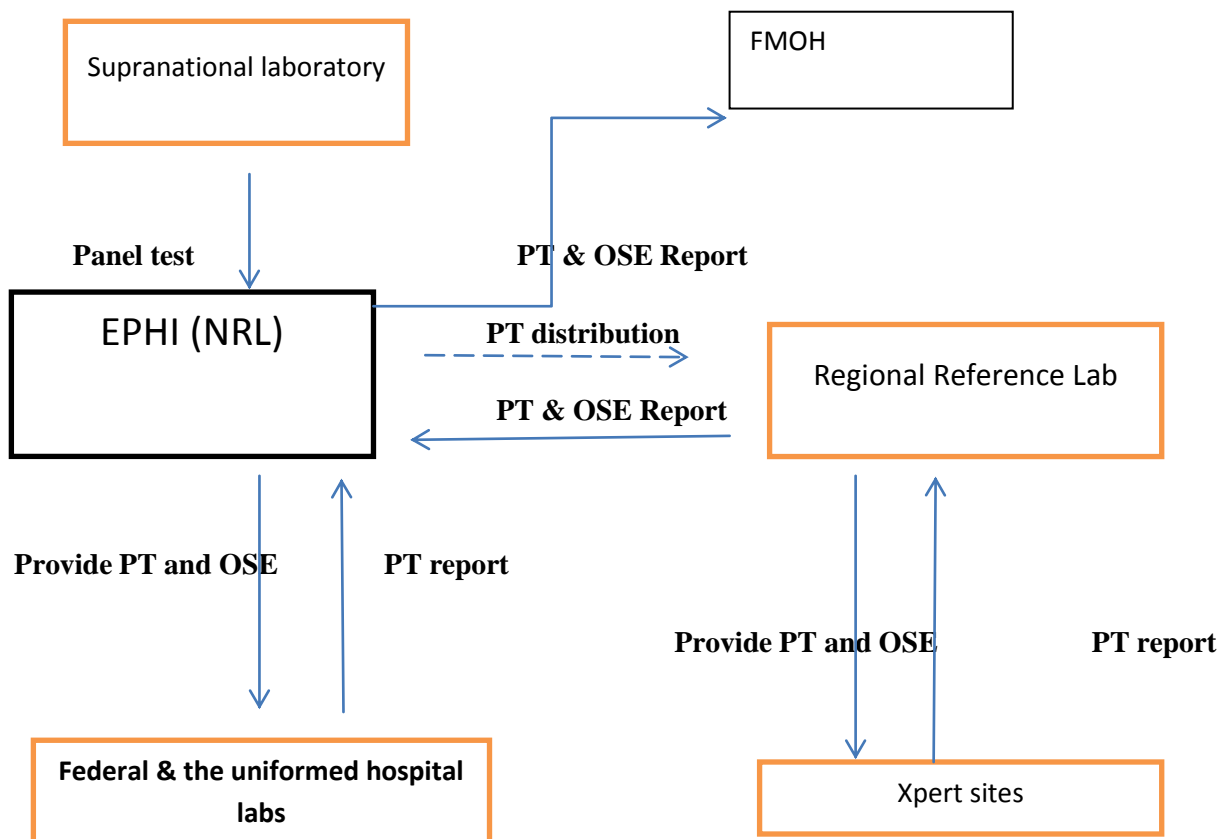 FMOH
Supranational laboratory
Panel test
PT & OSE Report
EPHI (NRL)
PT distribution
Regional Reference Lab
PT & OSE Report
Provide PT and OSE
PT report
Provide PT and OSE
PT report
Federal & the uniformed hospital
labs
Xpert sites